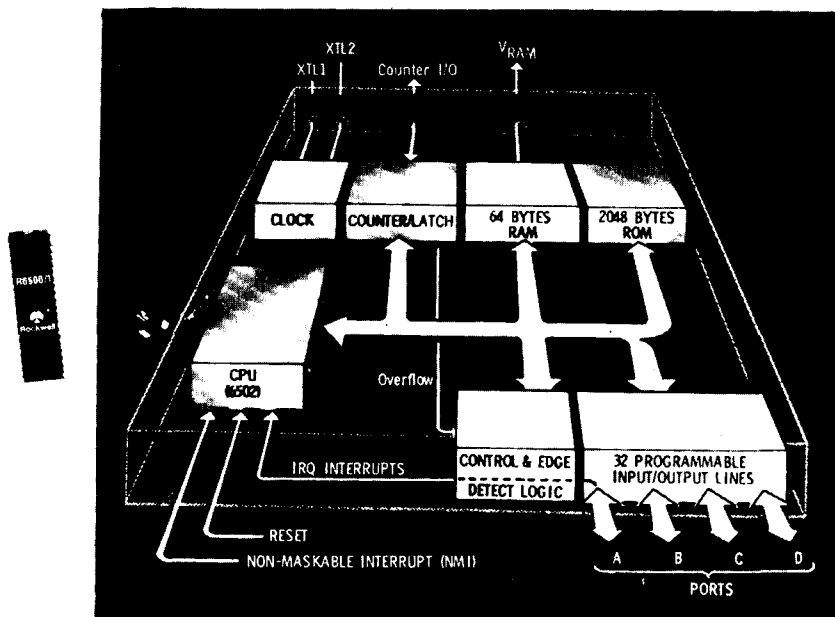 XTL2
XTL1
Counter I/O
VRAM
CLOCK
COUNTER/LATCH
64 BYTES
RAM
2048 BYTES
ROM
R6500/1
Rockwell
CPU
(6502)
Overflow
CONTROL & EDGE
DETECT LOGIC
32 PROGRAMMABLE
INPUT/OUTPUT LINES
IRQ INTERRUPTS
RESET
NON-MASKABLE INTERRUPT (NMI)
A B C D
PORTS